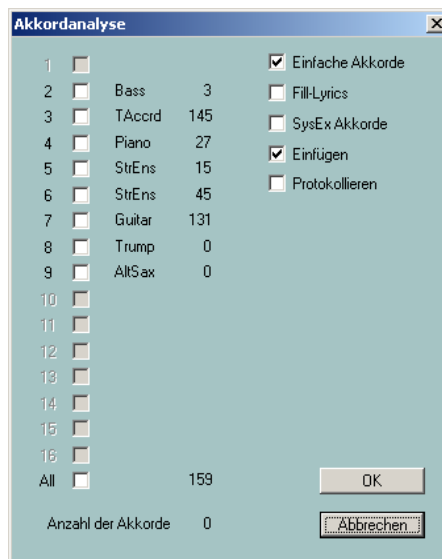 Akkordanalyse
1
2 Bass 3
3 TAccrd 145
4 Piano 27
5 StrEns 15
6 StrEns 45
7 Guitar 131
8 Trump 0
9 AltSax 0
10
11
12
13
14
15
16
All 159
Anzahl der Akkorde 0
Einfache Akkorde
Fill-Lyrics
SysEx Akkorde
Einfügen
Protokollieren
OK
Abbrechen